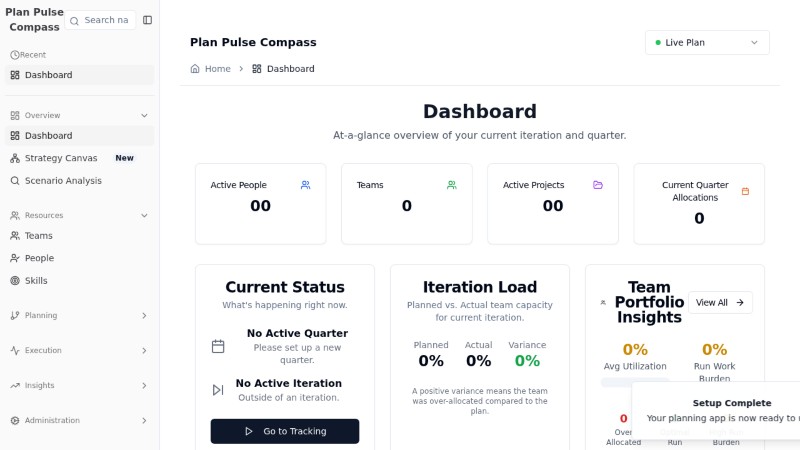 Plan Pulse
Compass
Search na
Recent
Dashboard
Overview
Dashboard
Strategy Canvas New
Scenario Analysis
Resources
Teams
People
Skills
Planning
Execution
Insights
Administration
Plan Pulse Compass
Live Plan
Home
Dashboard
Dashboard
At-a-glance overview of your current iteration and quarter.
Active People
00
Teams
0
Active Projects
00
Current Quarter
Allocations
0
Current Status
What's happening right now.
No Active Quarter
Please set up a new
quarter.
No Active Iteration
Outside of an iteration.
Go to Tracking
Iteration Load
Planned vs. Actual team capacity
for current iteration.
Planned Actual Variance
0% 0% 0%
A positive variance means the team
was over-allocated compared to the
plan.
Team
Portfolio
Insights
View All
0% 0%
Avg Utilization
Run Work
Burden
0
Over
Allocated
Run
Burden
Setup Complete
Your planning app is now ready to